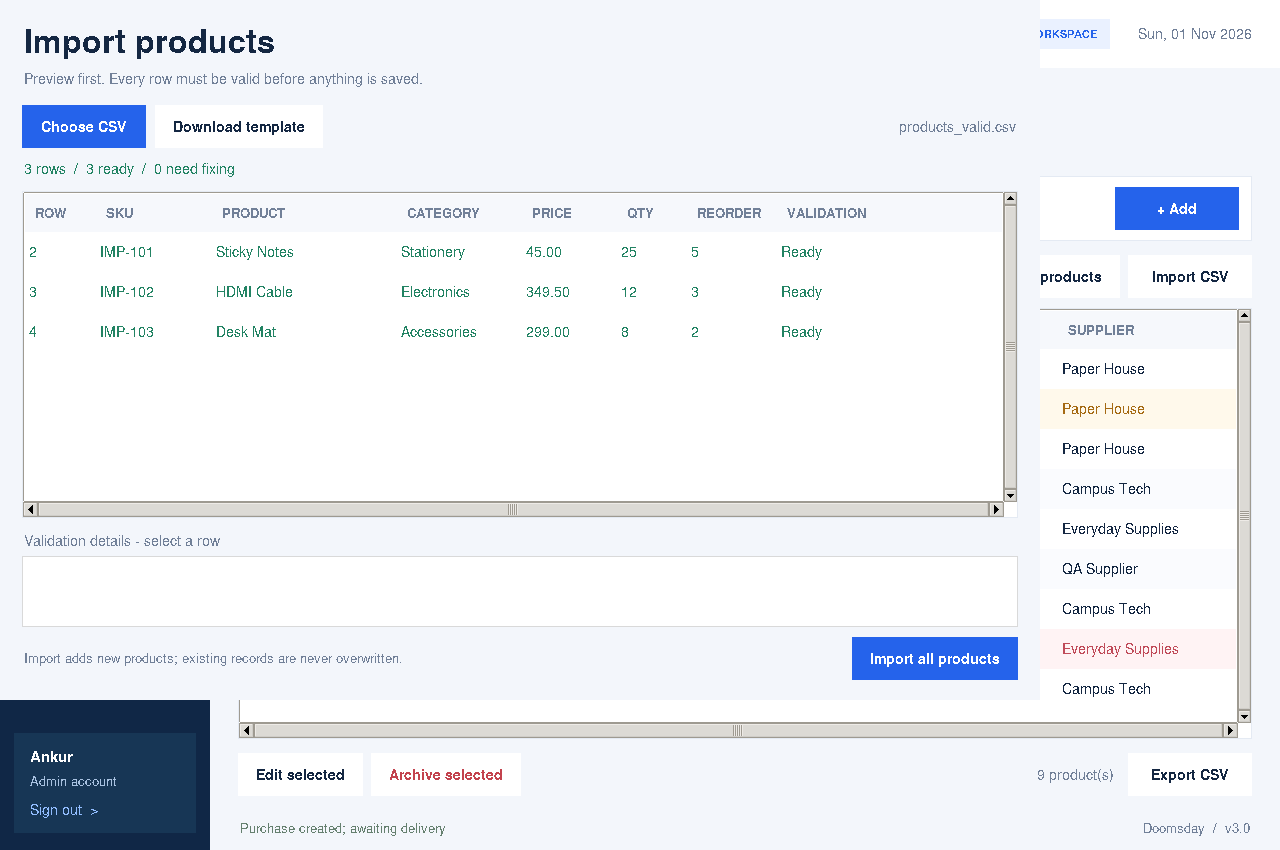 Import products
ORKSPACE
Sun, 01 Nov 2026
Preview first. Every row must be valid before anything is saved.
Choose CSV
Download template
products_valid.csv
3 rows / 3 ready / 0 need fixing
+ Add
products
Import CSV
ROW SKU PRODUCT CATEGORY PRICE QTY REORDER VALIDATION
2 IMP-101 Sticky Notes Stationery 45.00 25 5 Ready
3 IMP-102 HDMI Cable Electronics 349.50 12 3 Ready
4 IMP-103 Desk Mat Accessories 299.00 8 2 Ready
SUPPLIER
Paper House
Paper House
Paper House
Campus Tech
Everyday Supplies
QA Supplier
Campus Tech
Everyday Supplies
Campus Tech
Validation details - select a row
Import adds new products; existing records are never overwritten.
Import all products
Ankur
Admin account
Sign out >
Edit selected
Archive selected
9 product(s)
Export CSV
Purchase created; awaiting delivery
Doomsday / v3.0